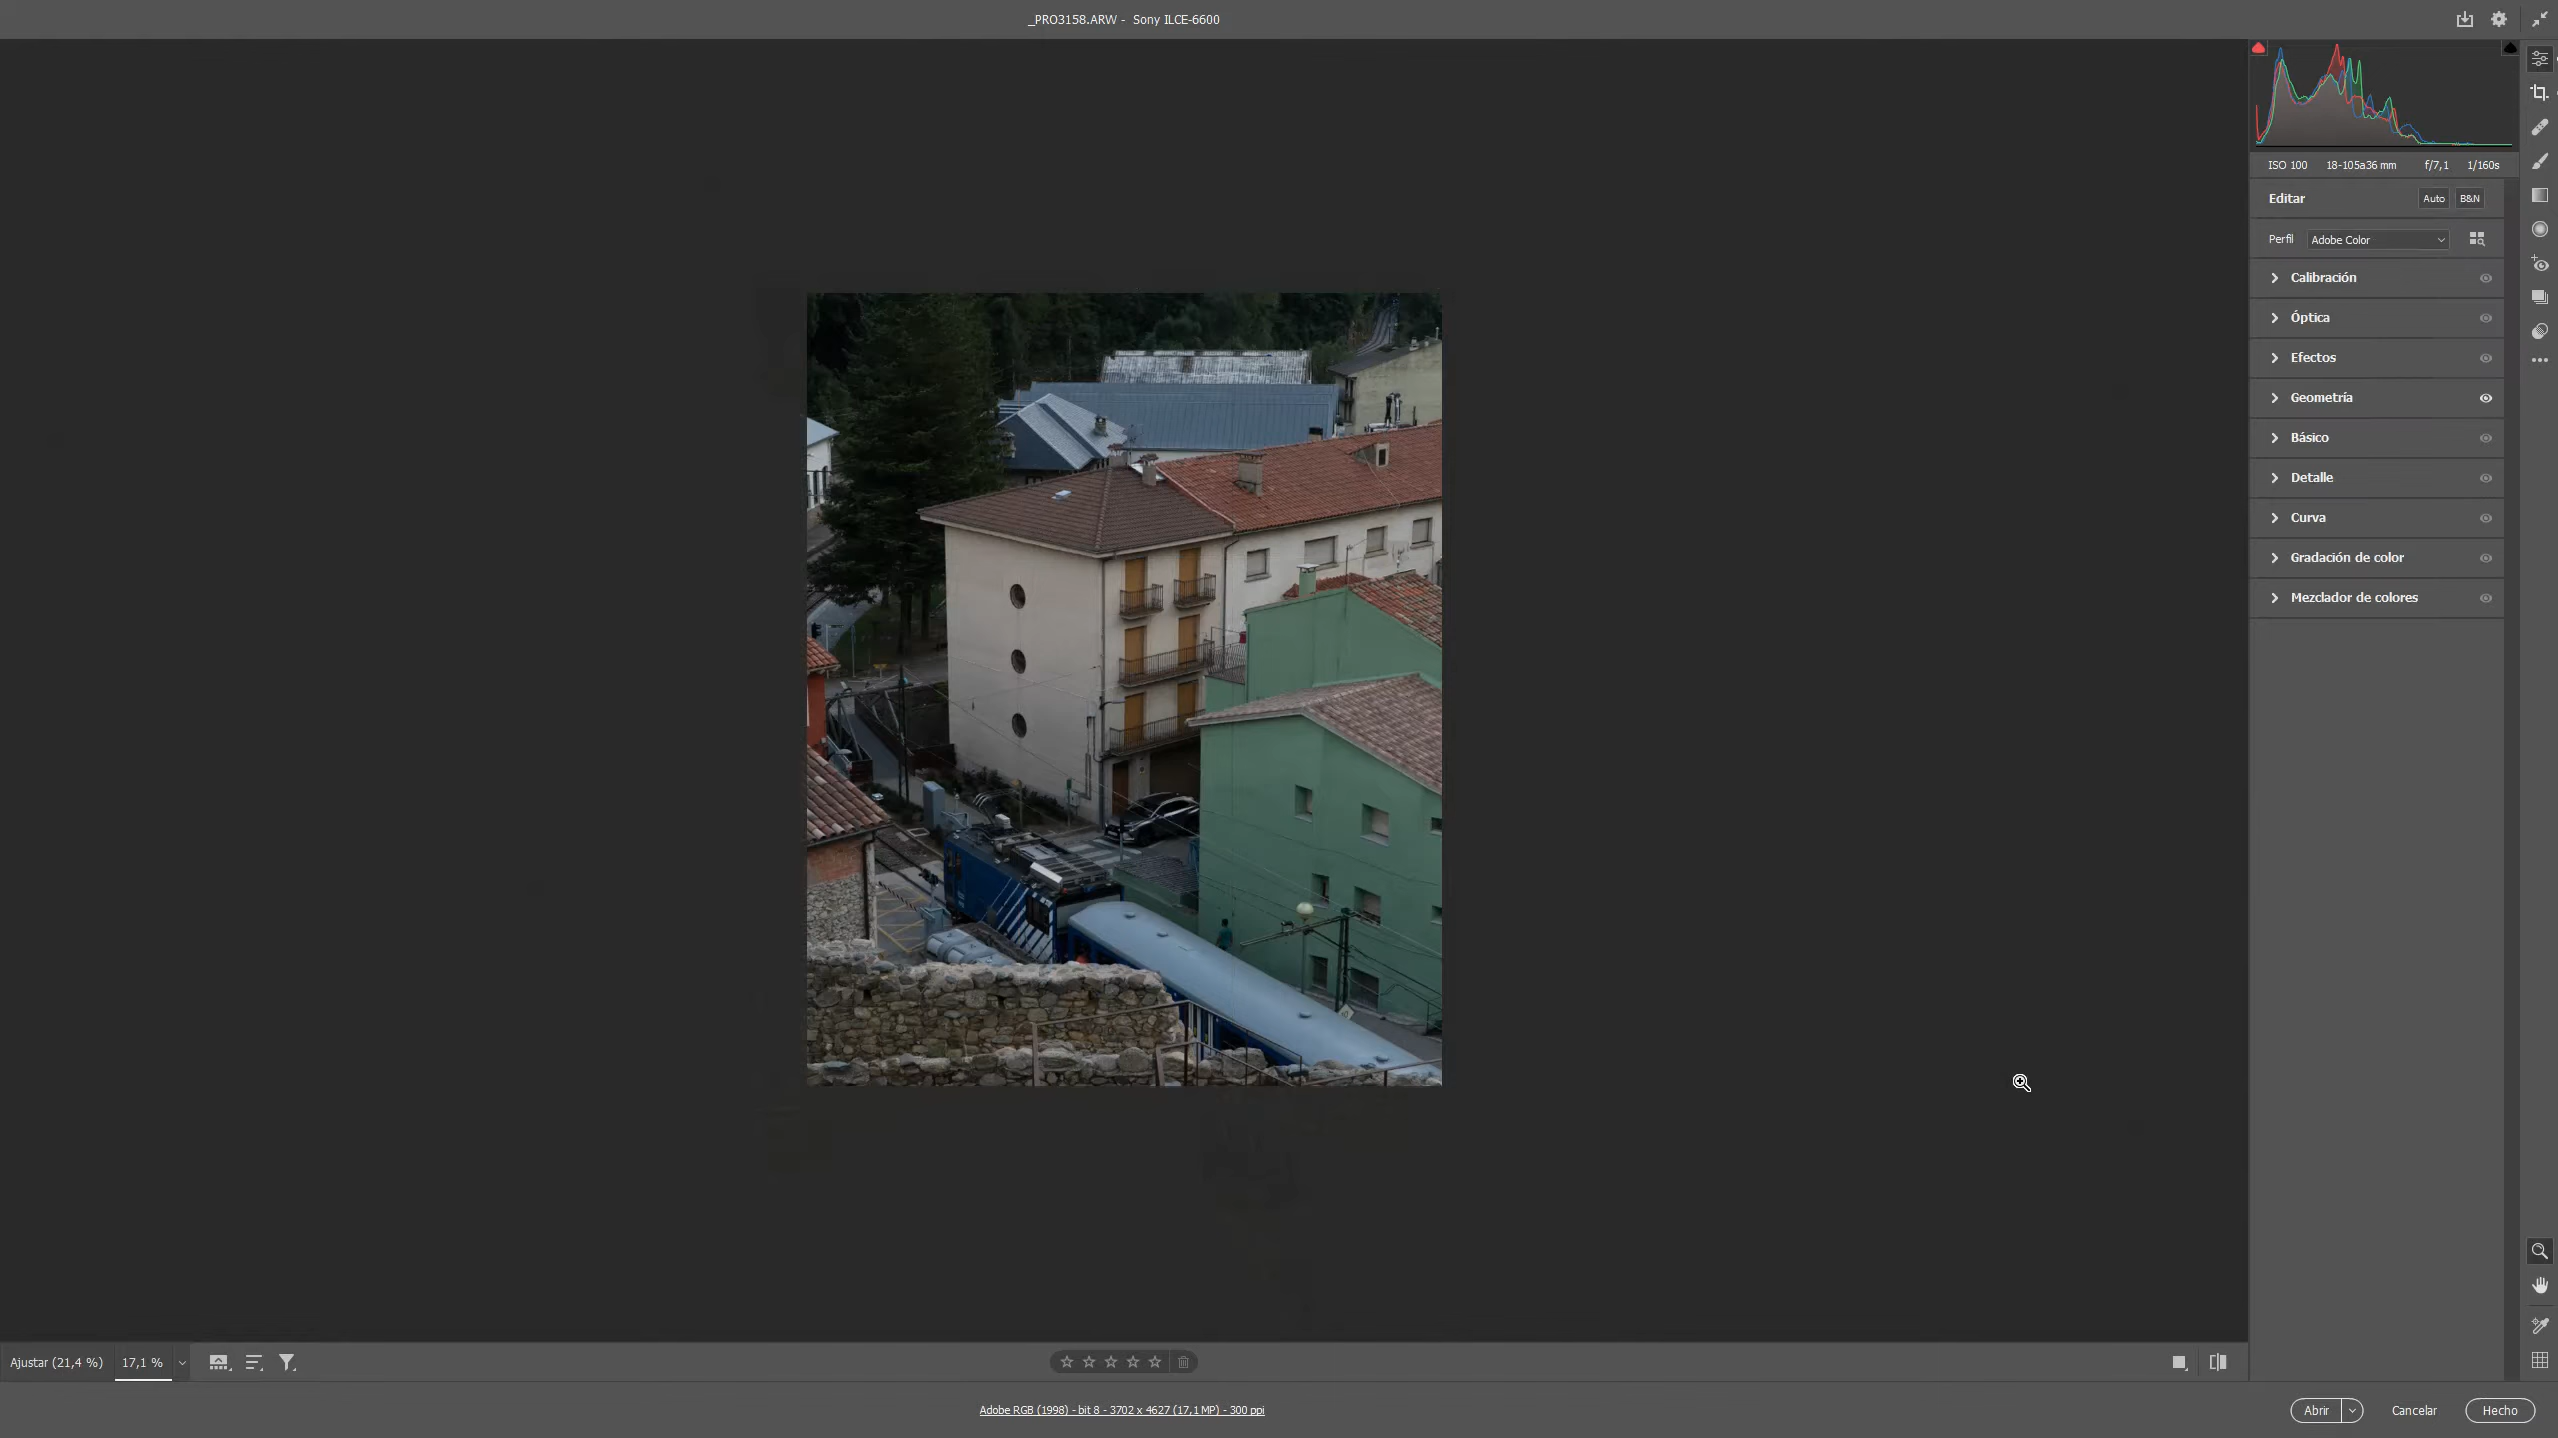 _PRO3158.ARW - Sony ILCE-6600
ISO 100 18-105a36 mm f/7,1 1/160s
Editar Auto B&N
Perfil Adobe Color
Calibración
Óptica
Efectos
Geometría
Básico
Detalle
Curva
Gradación de color
Mezclador de colores
Ajustar (21,4 %) 17,1 %
Adobe RGB (1998) - bit 8 - 3702 x 4627 (17,1 MP) - 300 ppi
Abrir Cancelar Hecho